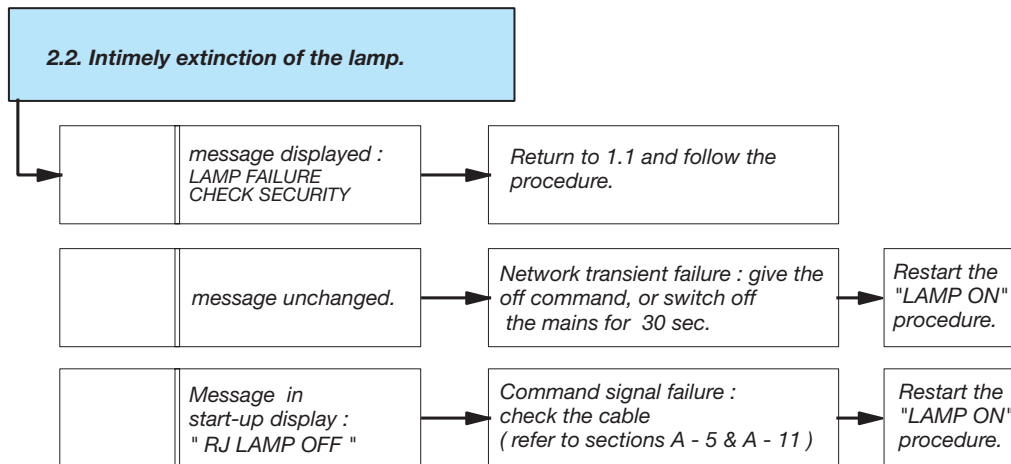 2.2. Intimely extinction of the lamp.
message displayed :
LAMP FAILURE
CHECK SECURITY
Return to 1.1 and follow the
procedure.
message unchanged.
Network transient failure : give the
off command, or switch off
the mains for 30 sec.
Restart the
"LAMP ON"
procedure.
Message in
start-up display :
" RJ LAMP OFF "
Command signal failure :
check the cable
( refer to sections A - 5 & A - 11 )
Restart the
"LAMP ON"
procedure.